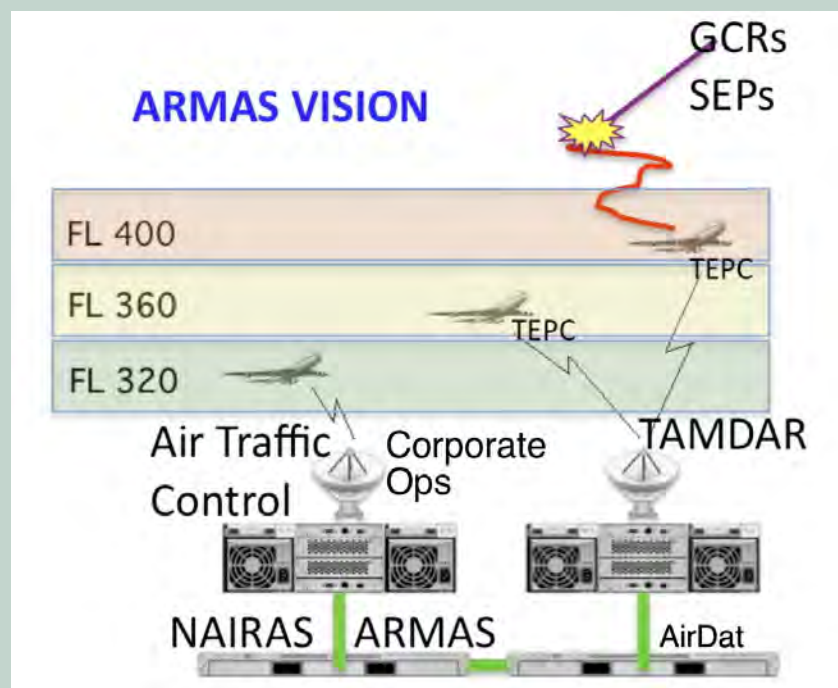 GCRs
SEPs
ARMAS VISION
FL 400
TEPC
FL 360
TEPC
FL 320
Air Traffic
Control
Corporate
Ops
TAMDAR
NAIRAS
ARMAS
AirDat